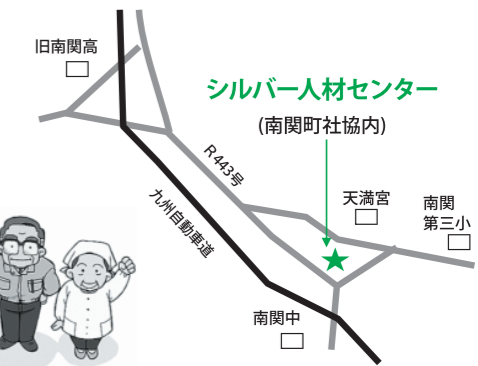 旧南関高
シルバー人材センター
(南関町社協内)
R443号
九州自動車道
天満宮
南関
第三小
南関中